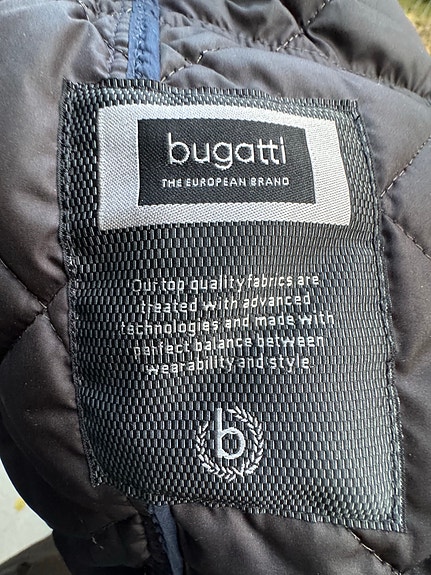 bugatti
THE EUROPEAN BRAND
Our top quality fabrics are
treated with advanced
technologies and made with
perfect balance between
wearability and style
b